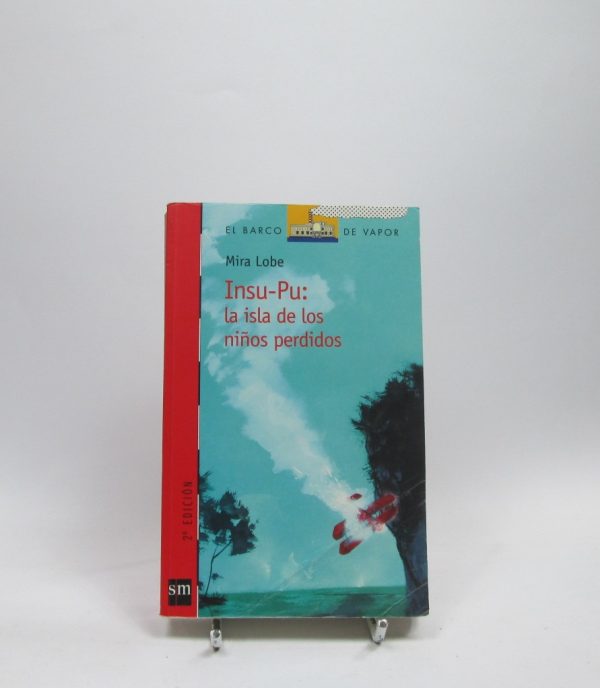 EL BARCO DE VAPOR
Mira Lobe
Insu-Pu:
la isla de los
niños perdidos
2ª EDICIÓN
sm